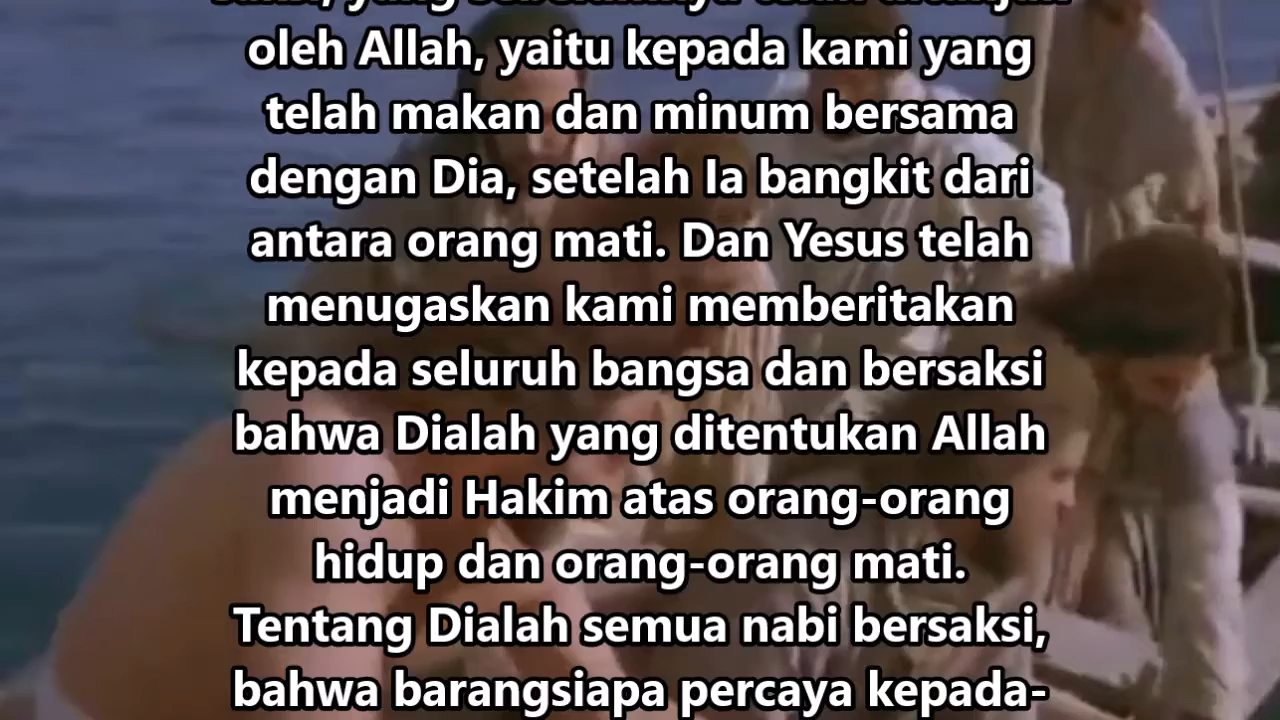 oleh Allah, yaitu kepada kami yang
telah makan dan minum bersama
dengan Dia, setelah Ia bangkit dari
antara orang mati. Dan Yesus telah
menugaskan kami memberitakan
kepada seluruh bangsa dan bersaksi
bahwa Dialah yang ditentukan Allah
menjadi Hakim atas orang-orang
hidup dan orang-orang mati.
Tentang Dialah semua nabi bersaksi,
bahwa barangsiapa percaya kepada-